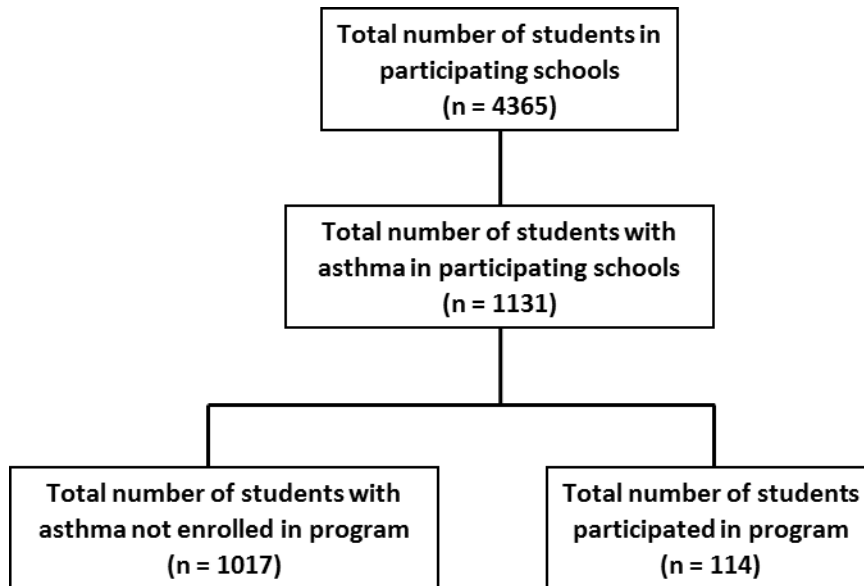 Total number of students in
participating schools
(n = 4365)
Total number of students with
asthma in participating schools
(n = 1131)
Total number of students with
asthma not enrolled in program
(n = 1017)
Total number of students
participated in program
(n = 114)